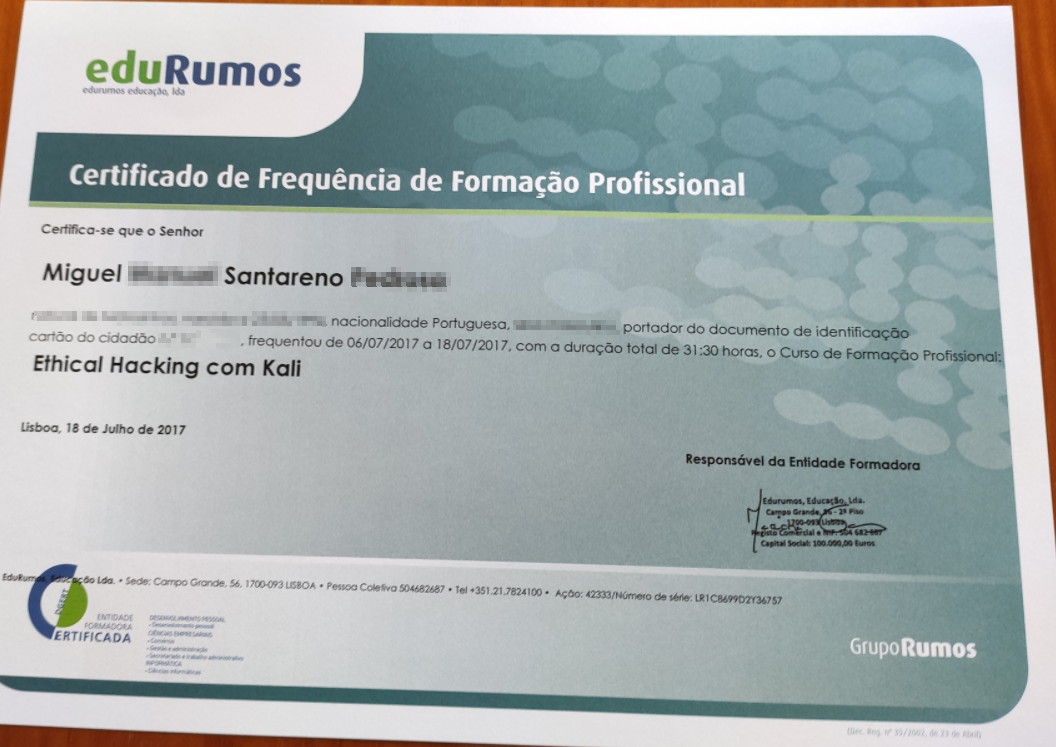 eduRumos
edurumos educação, lda
Certificado de Frequência de Formação Profissional
Certifica-se que o Senhor
Miguel Santareno
nacionalidade Portuguesa, portador do documento de identificação
cartão do cidadão , frequentou de 06/07/2017 a 18/07/2017, com a duração total de 31:30 horas, o Curso de Formação Profissional:
Ethical Hacking com Kali
Lisboa, 18 de Julho de 2017
Responsável da Entidade Formadora
Edurumos, Educação, Lda.
Campo Grande, 56 - 2º Piso
1700-093 Lisboa
Registo Comercial e 504 682 687
Capital Social: 100.000,00 Euros
EduRumos, Educação Lda. • Sede: Campo Grande, 56, 1700-093 LISBOA • Pessoa Coletiva 504682687 • Tel +351.21.7824100 • Ação: 42333/Número de série: LR1C8699D2Y36757
DGERT
ENTIDADE
FORMADORA
CERTIFICADA
DESENVOLVIMENTO PESSOAL
- Desenvolvimento pessoal
CIÊNCIAS EMPRESARIAIS
- Comércio
- Gestão e administração
- Secretariado e trabalho administrativo
INFORMÁTICA
- Ciências informáticas
GrupoRumos
(Dec. Reg. nº 35/2002, de 23 de Abril)